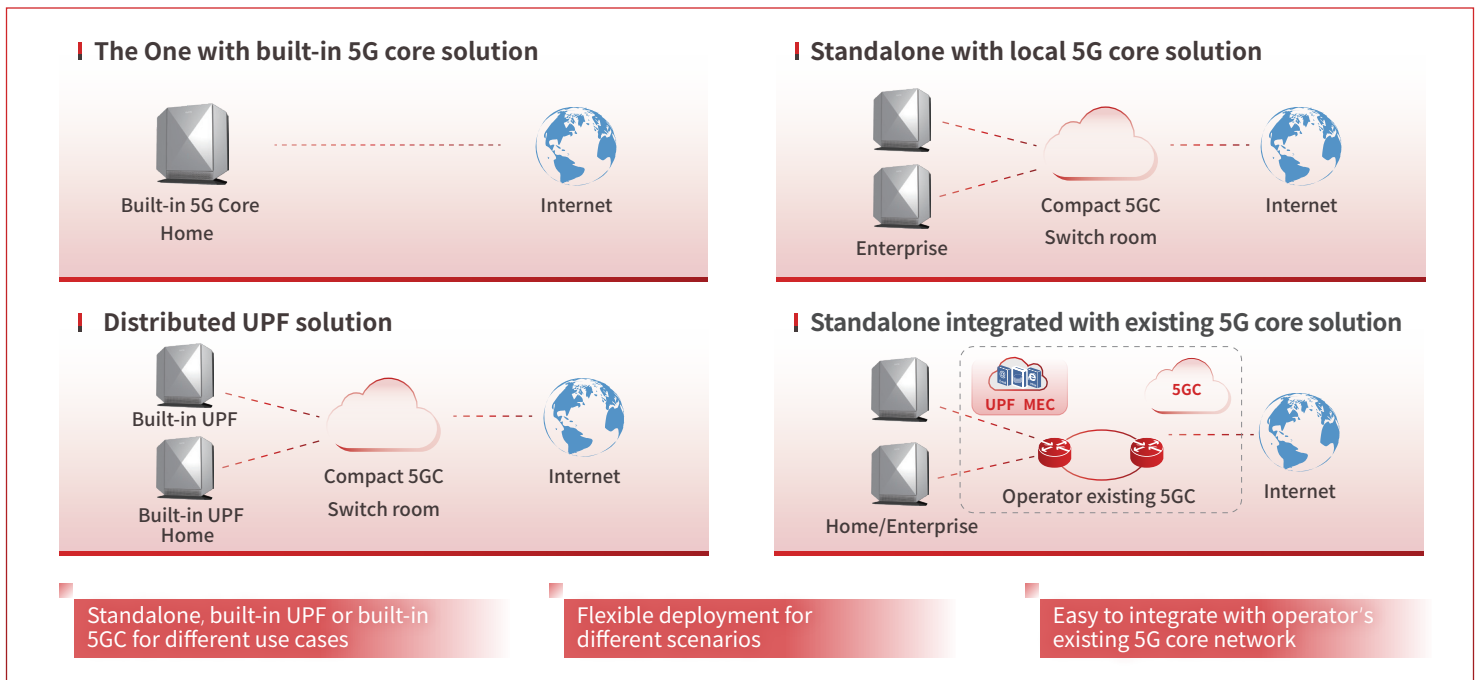 The One with built-in 5G core solution
Built-in 5G Core
Home
Internet
Standalone with local 5G core solution
Enterprise
Compact 5GC
Switch room
Internet
Distributed UPF solution
Built-in UPF
Built-in UPF
Home
Compact 5GC
Switch room
Internet
Standalone integrated with existing 5G core solution
UPF MEC
5GC
Operator existing 5GC
Home/Enterprise
Internet
Standalone, built-in UPF or built-in
5GC for different use cases
Flexible deployment for
different scenarios
Easy to integrate with operator's
existing 5G core network